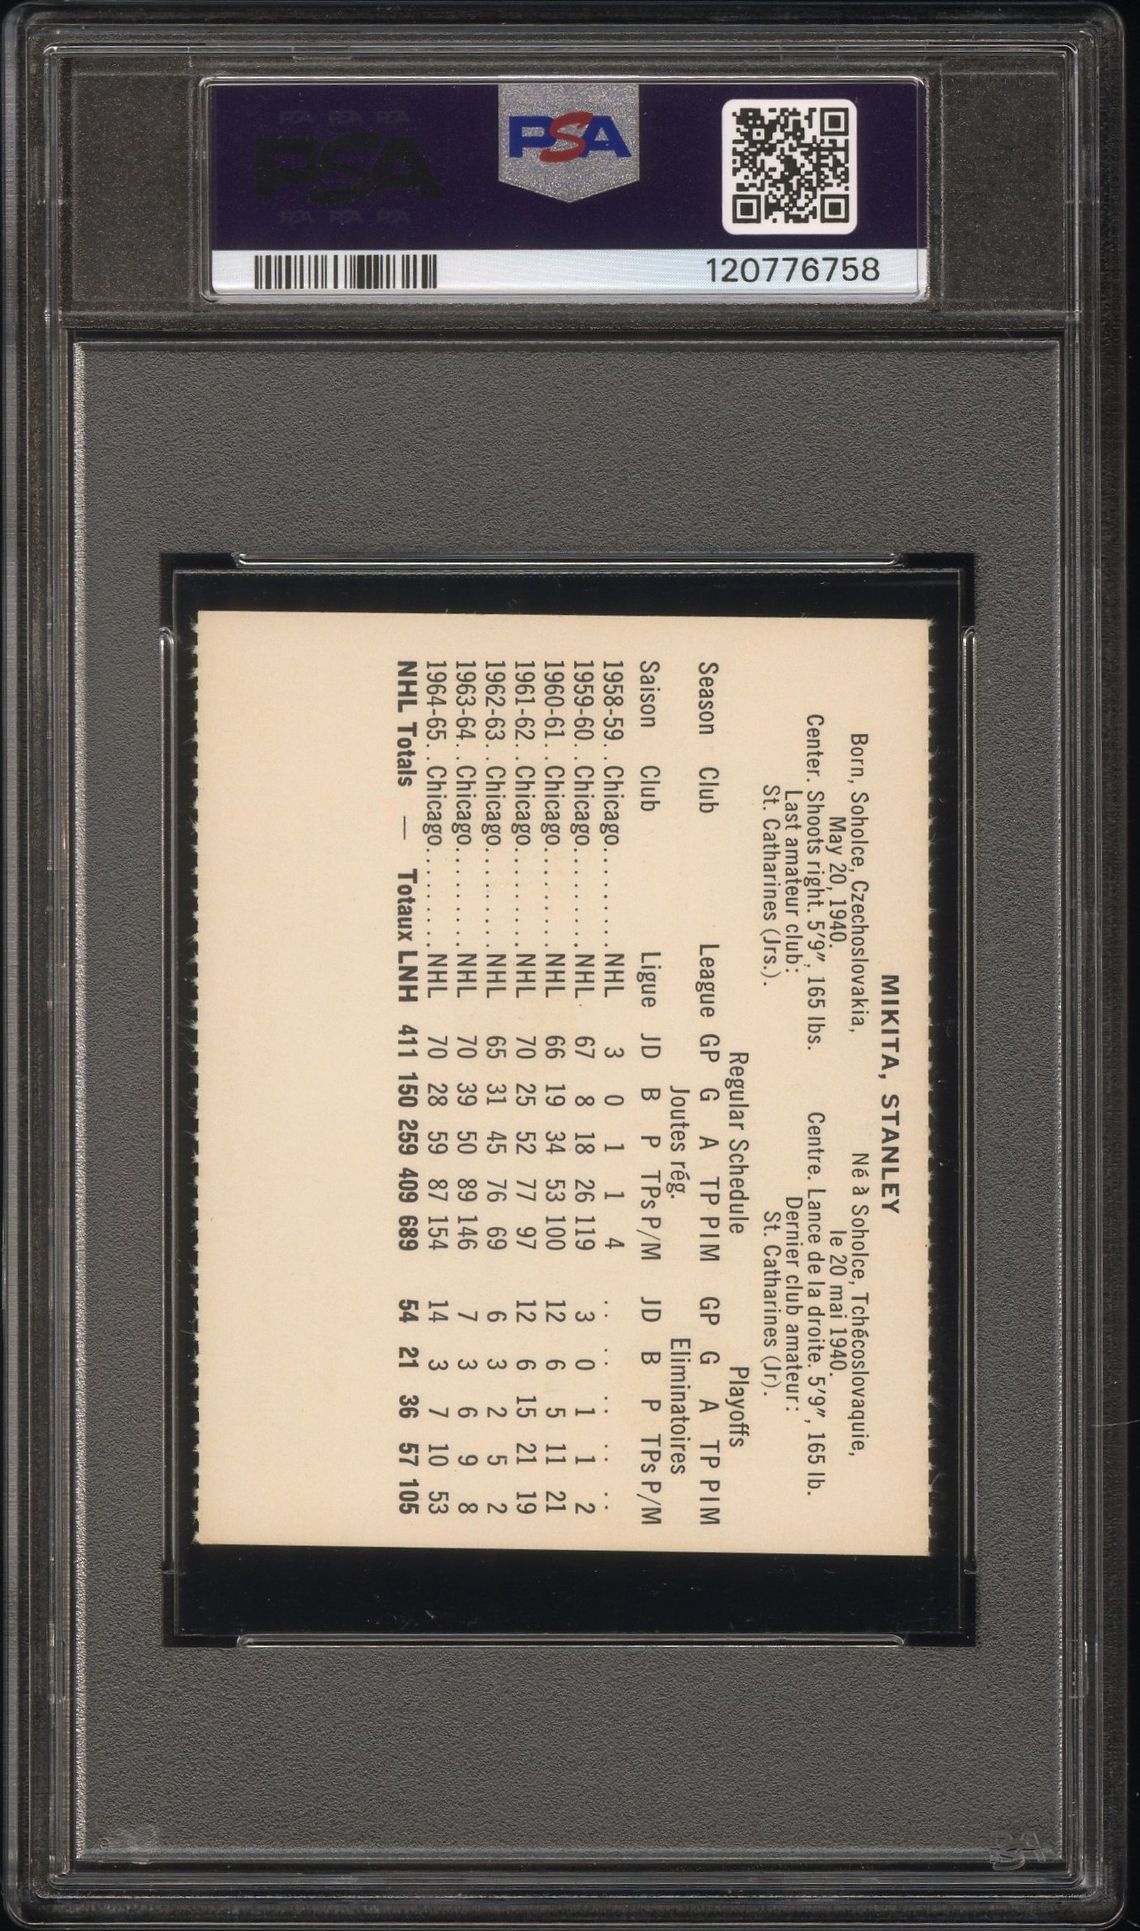 PSA
PSA PSA PSA
PSA
PSA PSA PSA
120776758
MIKITA, STANLEY
Born, Soholce, Czechoslovakia,
May 20, 1940.
Center. Shoots right. 5'9", 165 lbs.
Last amateur club:
St. Catharines (Jrs.).
Né à Soholce, Tchécoslovaquie,
le 20 mai 1940.
Centre. Lance de la droite. 5'9", 165 lb.
Dernier club amateur:
St. Catharines (Jr).
Regular Schedule Playoffs
Season Club League GP G A TP PIM GP G A TP PIM
Joutes rég. Eliminatoires
Saison Club Ligue JD B P TPs P/M JD B P TPs P/M
1958-59..Chicago..........NHL 3 0 1 1 4 .. .. .. .. ..
1959-60..Chicago..........NHL 67 8 18 26 119 3 0 1 1 2
1960-61..Chicago..........NHL 66 19 34 53 100 12 6 5 11 21
1961-62..Chicago..........NHL 70 25 52 77 97 12 6 15 21 19
1962-63..Chicago..........NHL 65 31 45 76 69 6 3 2 5 2
1963-64..Chicago..........NHL 70 39 50 89 146 7 3 6 9 8
1964-65..Chicago..........NHL 70 28 59 87 154 14 3 7 10 53
NHL Totals — Totaux LNH 411 150 259 409 689 54 21 36 57 105
PSA